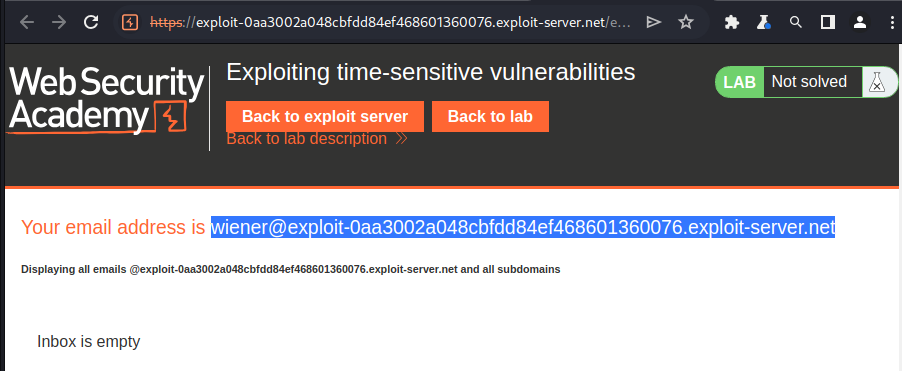 https://exploit-0aa3002a048cbfdd84ef468601360076.exploit-server.net/e...
Web Security
Academy
Exploiting time-sensitive vulnerabilities
LAB Not solved
Back to exploit server Back to lab
Back to lab description
Your email address is wiener@exploit-0aa3002a048cbfdd84ef468601360076.exploit-server.net
Displaying all emails @exploit-0aa3002a048cbfdd84ef468601360076.exploit-server.net and all subdomains
Inbox is empty